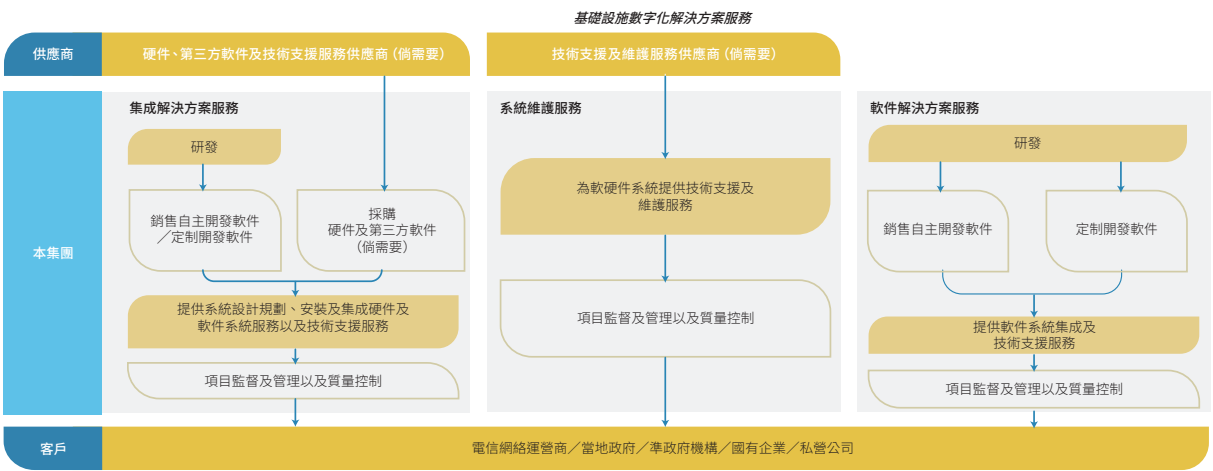 基礎設施數字化解決方案服務
供應商
硬件、第三方軟件及技術支援服務供應商（倘需要）
技術支援及維護服務供應商（倘需要）
本集團
集成解決方案服務
研發
銷售自主開發軟件
／定制開發軟件
採購
硬件及第三方軟件
（倘需要）
提供系統設計規劃、安裝及集成硬件及
軟件系統服務以及技術支援服務
項目監督及管理以及質量控制
系統維護服務
為軟硬件系統提供技術支援及
維護服務
項目監督及管理以及質量控制
軟件解決方案服務
研發
銷售自主開發軟件
定制開發軟件
提供軟件系統集成及
技術支援服務
項目監督及管理以及質量控制
客戶
電信網絡運營商／當地政府／準政府機構／國有企業／私營公司